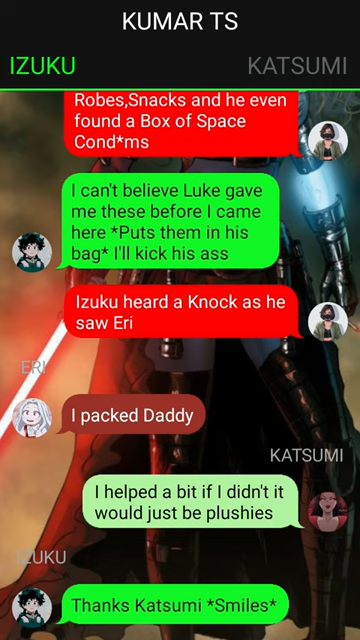 KUMAR TS
IZUKU KATSUMI
Robes,Snacks and he even
found a Box of Space
Cond*ms
I can't believe Luke gave
me these before I came
here *Puts them in his
bag* I'll kick his ass
Izuku heard a Knock as he
saw Eri
ERI
I packed Daddy
KATSUMI
I helped a bit if I didn't it
would just be plushies
IZUKU
Thanks Katsumi *Smiles*